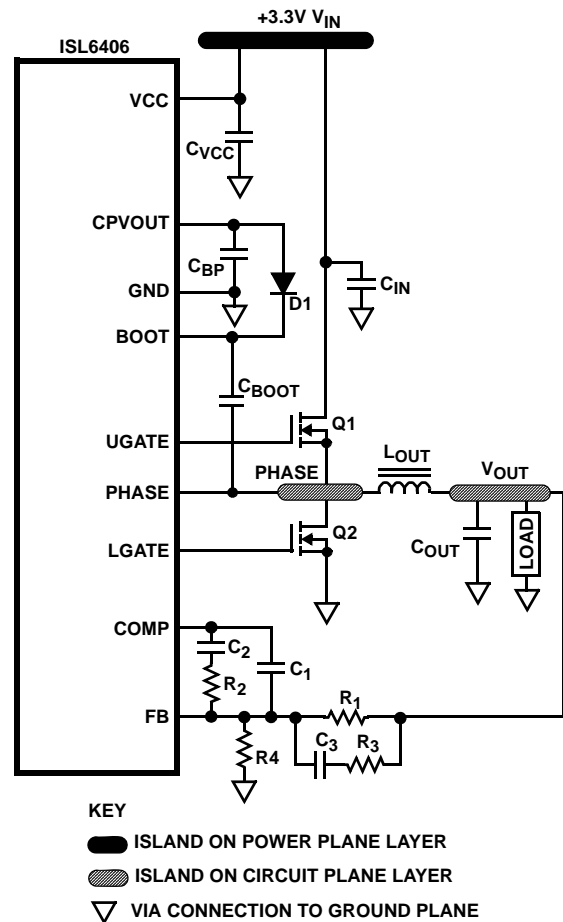 +3.3V VIN
ISL6406
VCC
CVCC
CPVOUT
CBP
GND
D1
CIN
BOOT
CBOOT
UGATE
Q1
PHASE
PHASE
LOUT
VOUT
LGATE
Q2
COUT
LOAD
COMP
C2
C1
R2
FB
R1
R4
C3
R3
KEY
ISLAND ON POWER PLANE LAYER
ISLAND ON CIRCUIT PLANE LAYER
VIA CONNECTION TO GROUND PLANE